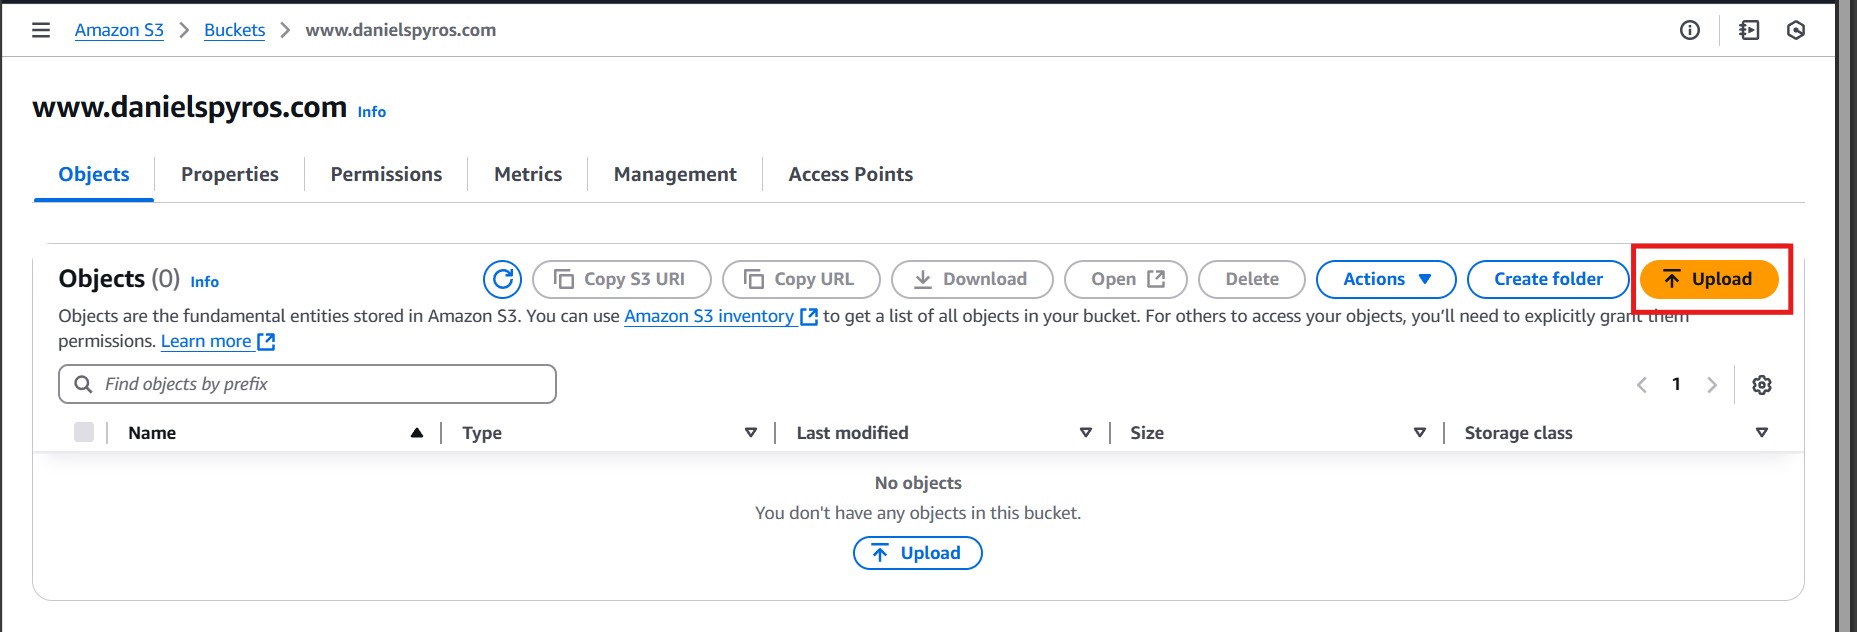 Amazon S3 > Buckets > www.danielspyros.com
www.danielspyros.com Info
Objects Properties Permissions Metrics Management Access Points
Objects (0) Info Copy S3 URI Copy URL Download Open Delete Actions Create folder Upload
Objects are the fundamental entities stored in Amazon S3. You can use Amazon S3 inventory to get a list of all objects in your bucket. For others to access your objects, you'll need to explicitly grant them
permissions. Learn more
Find objects by prefix 1
Name Type Last modified Size Storage class
No objects
You don't have any objects in this bucket.
Upload